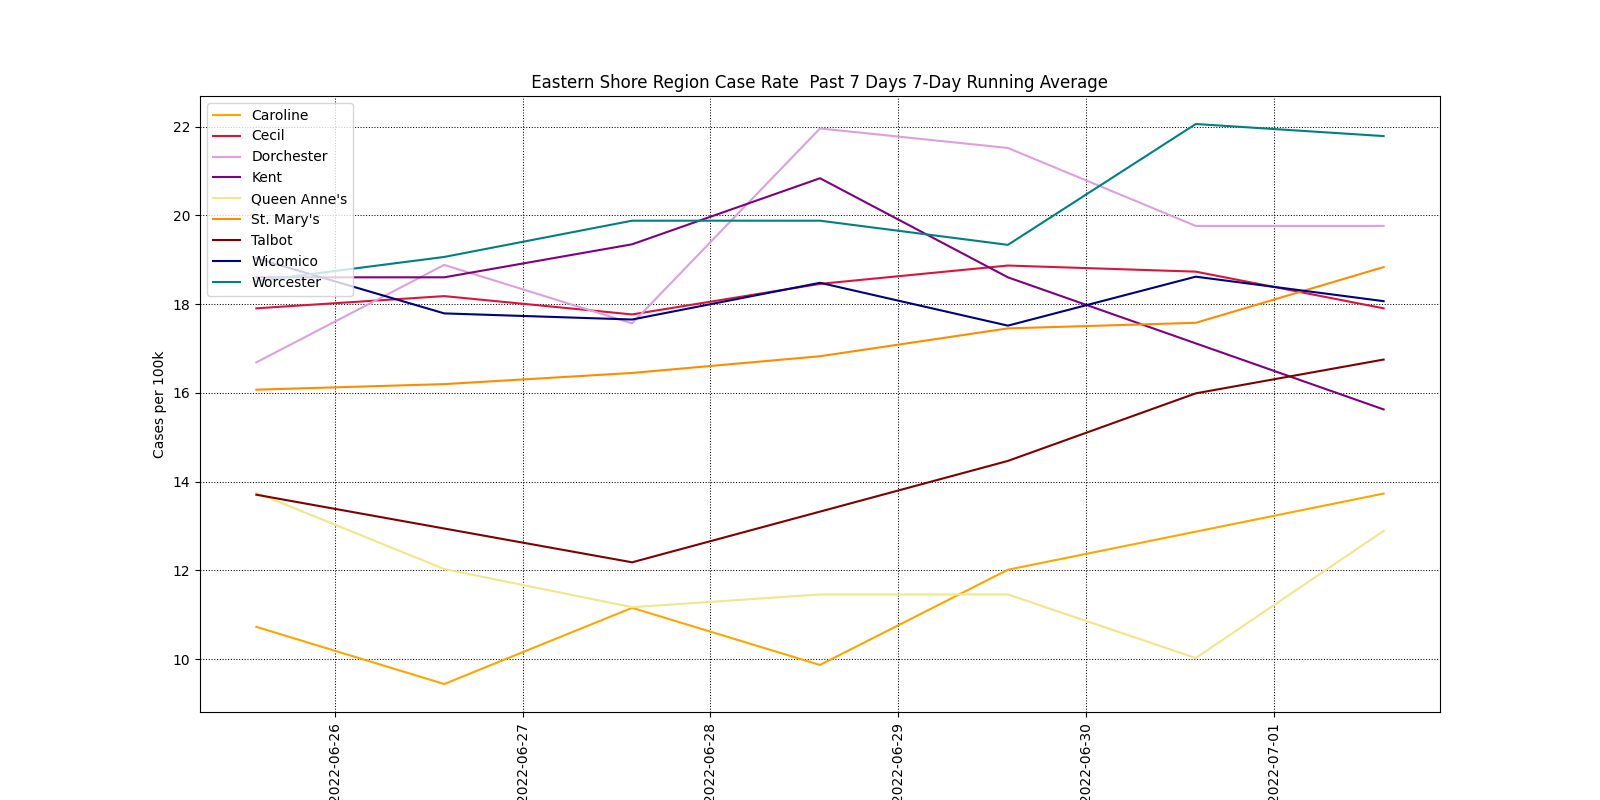 Eastern Shore Region Case Rate  Past 7 Days 7-Day Running Average
Caroline
Cecil
Dorchester
Kent
Queen Anne's
St. Mary's
Talbot
Wicomico
Worcester
22
20
18
16
14
12
10
Cases per 100k
2022-06-26
2022-06-27
2022-06-28
2022-06-29
2022-06-30
2022-07-01